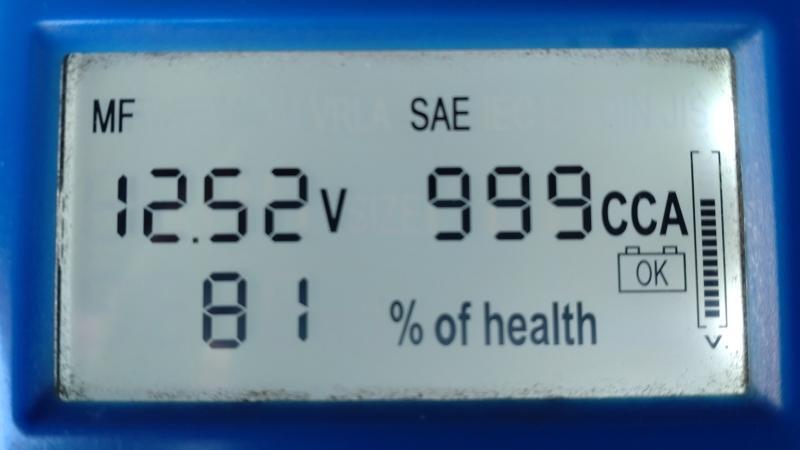 MF SAE
12.52V 999CCA
OK
81 % of health
V